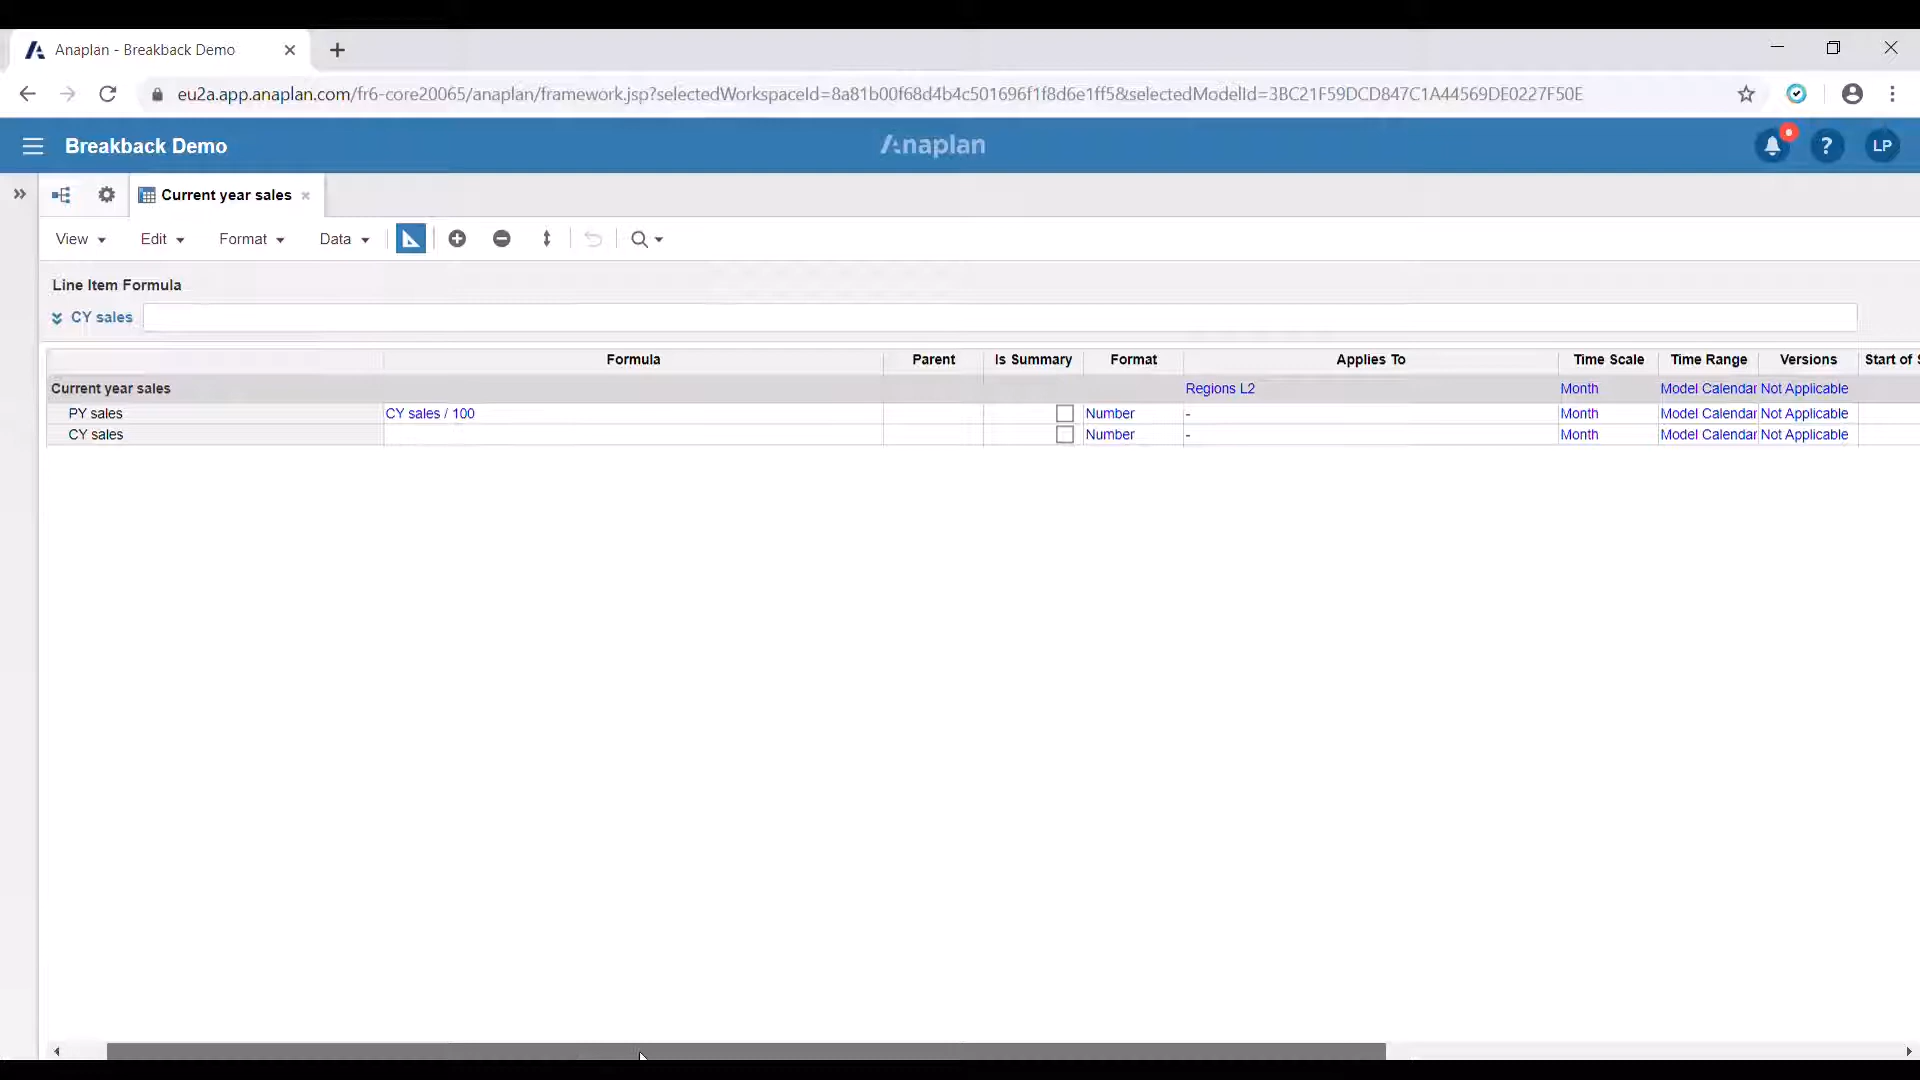 Anaplan - Breakback Demo
eu2a.app.anaplan.com/fr6-core20065/anaplan/framework.jsp?selectedWorkspaceId=8a81b00f68d4b4c501696f1f8d6e1ff58&selectedModelId=3BC21F59DCD847C1A44569DE0227F50E
Breakback Demo
Anaplan
? LP
Current year sales
View Edit Format Data
Line Item Formula
CY sales
Formula Parent Is Summary Format Applies To Time Scale Time Range Versions Start of S
Current year sales Regions L2 Month Model Calendar Not Applicable
PY sales CY sales / 100 Number - Month Model Calendar Not Applicable
CY sales Number - Month Model Calendar Not Applicable